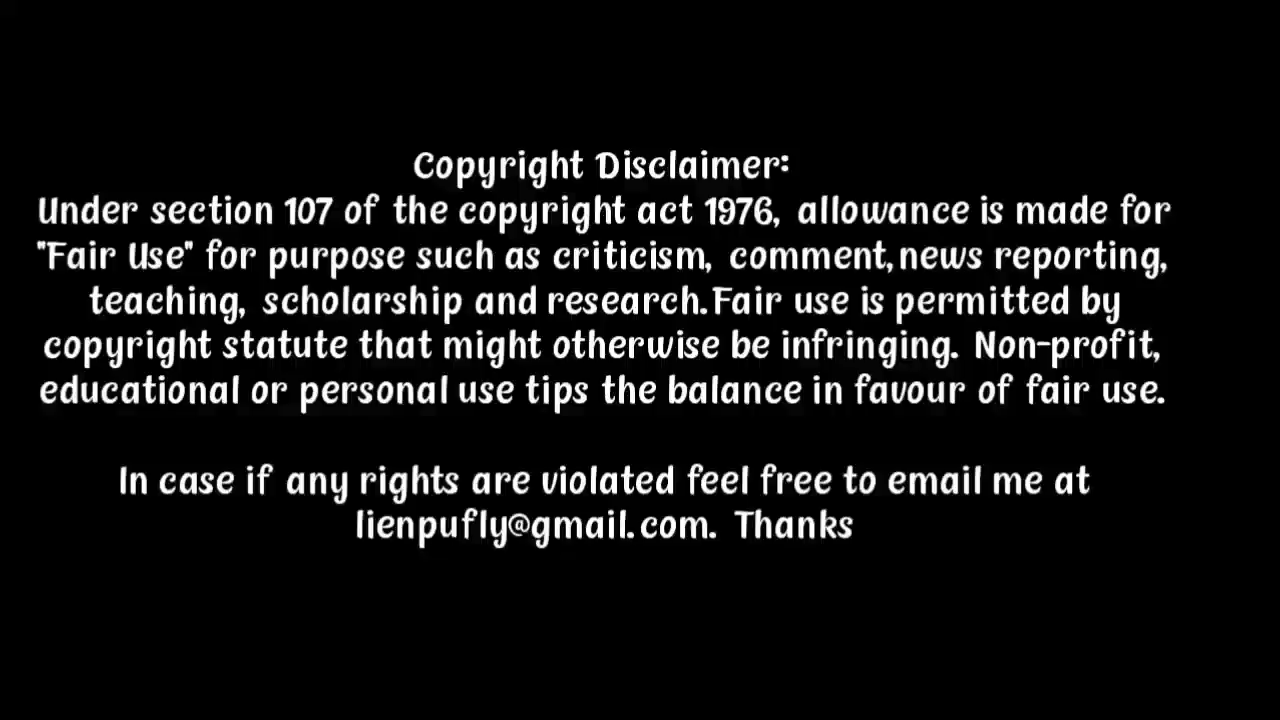 Copyright Disclaimer:
Under section 107 of the copyright act 1976, allowance is made for
"Fair Use" for purpose such as criticism, comment,news reporting,
teaching, scholarship and research.Fair use is permitted by
copyright statute that might otherwise be infringing. Non-profit,
educational or personal use tips the balance in favour of fair use.
In case if any rights are violated feel free to email me at
lienpufly@gmail.com. Thanks